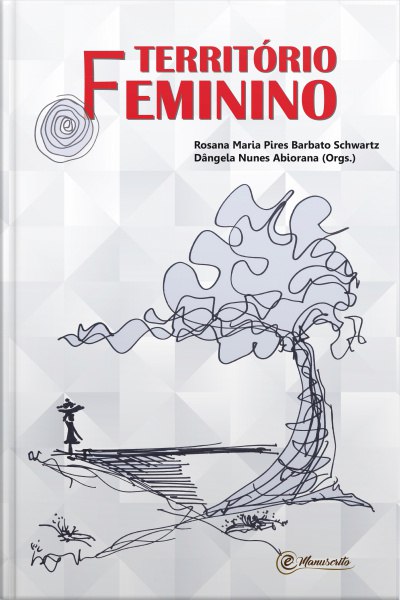 TERRITÓRIO
FEMININO
Rosana Maria Pires Barbato Schwartz
Dângela Nunes Abiorana (Orgs.)
e Manuscrito